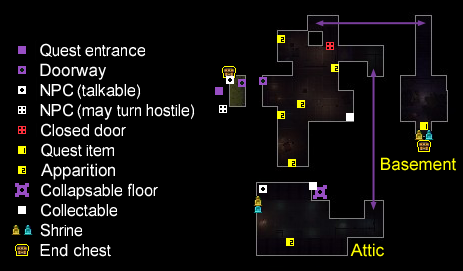 Quest entrance
Doorway
NPC (talkable)
NPC (may turn hostile)
Closed door
Quest item
Apparition
Collapsable floor
Collectable
Shrine
End chest
Basement
Attic